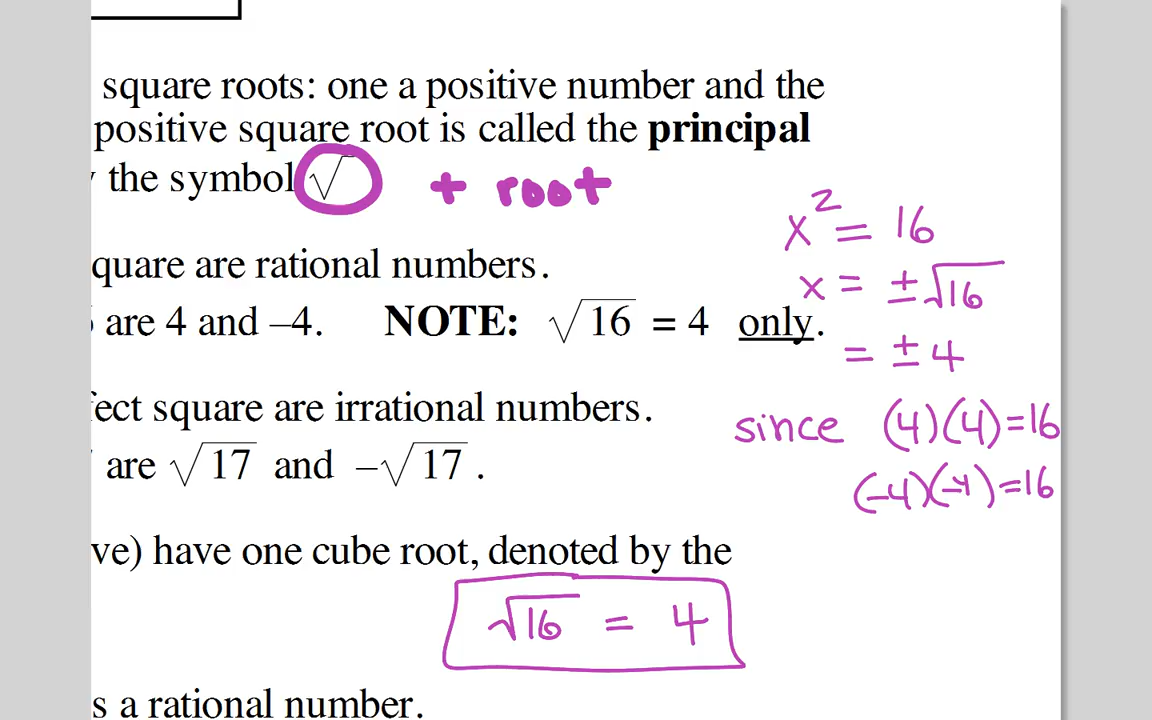 square roots: one a positive number and the
positive square root is called the principal
the symbol √ + root
x² = 16
x = ±√16
quare are rational numbers.
are 4 and –4. NOTE: √16 = 4 only.
= ±4
fect square are irrational numbers.
since (4)(4)=16
are √17 and –√17.
(-4)(-4)=16
ve) have one cube root, denoted by the
√16 = 4
s a rational number.